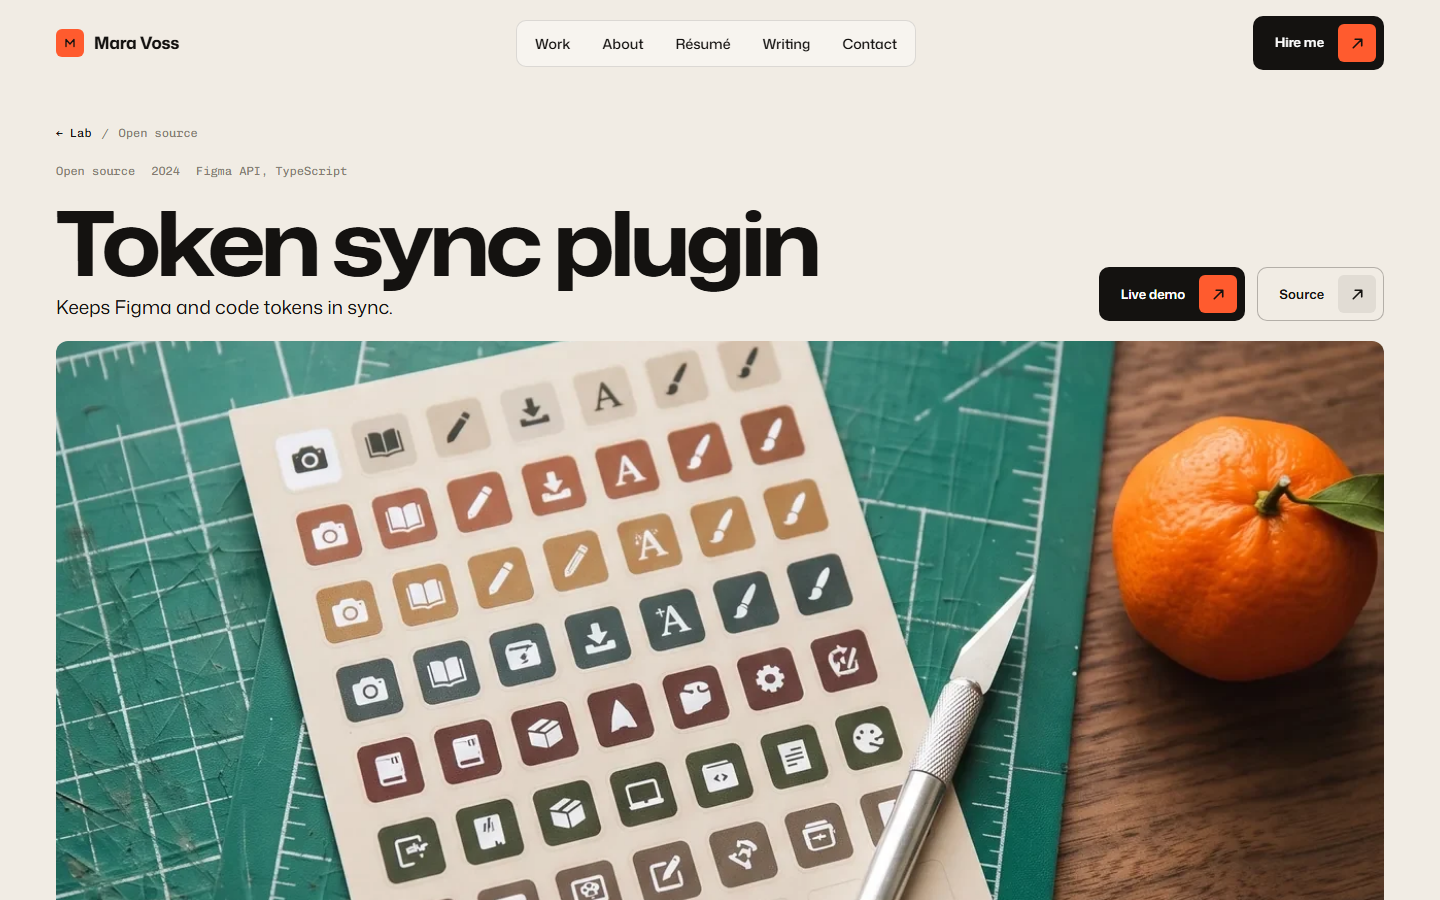 M Mara Voss
Work About Résumé Writing Contact
Hire me
← Lab / Open source
Open source 2024 Figma API, TypeScript
Token sync plugin
Keeps Figma and code tokens in sync.
Live demo
Source
A
A
A
A